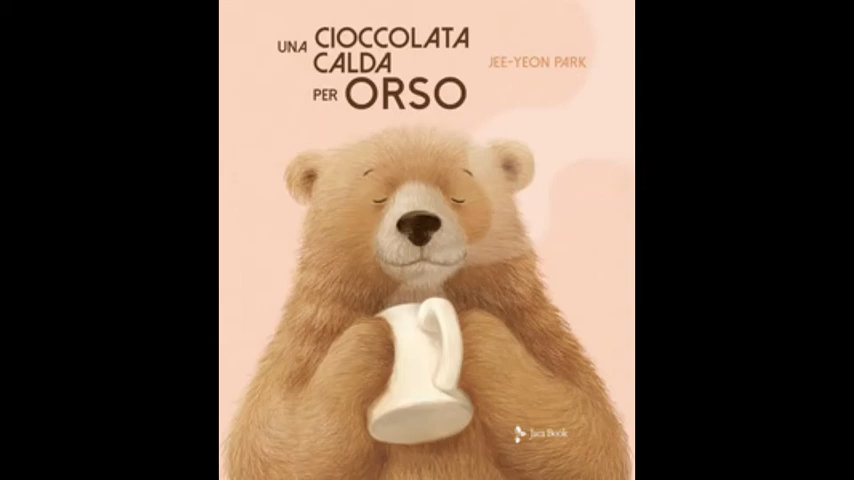 UNA CIOCCOLATA
CALDA
PER ORSO
JEE-YEON PARK
Jaca Book